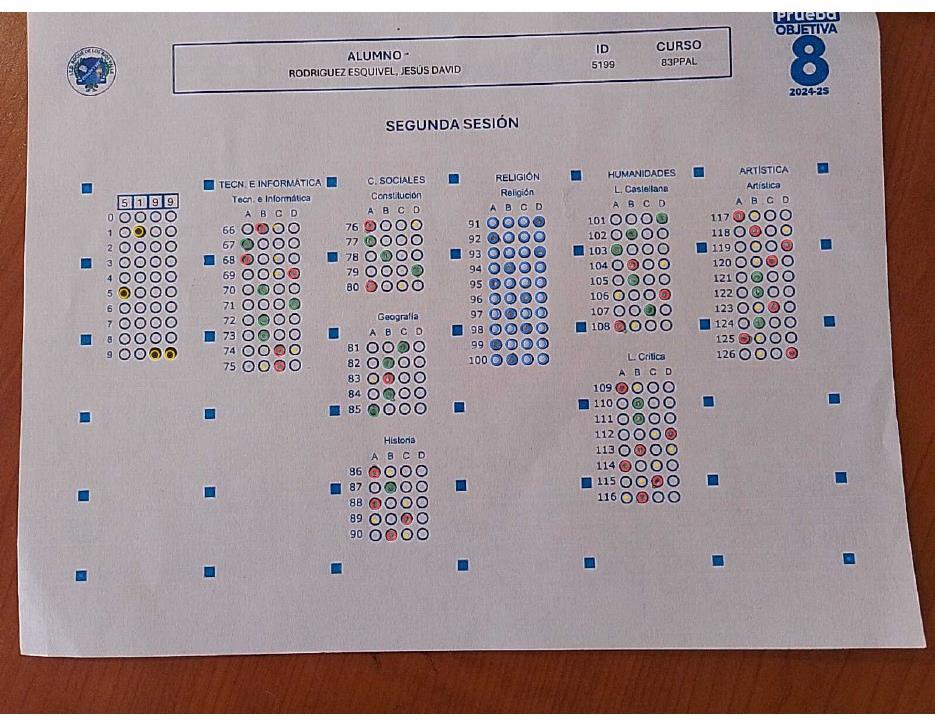 Prueba
OBJETIVA
8
2024-2S
ALUMNO -
RODRIGUEZ ESQUIVEL, JESÚS DAVID
ID
5199
CURSO
83PPAL
SEGUNDA SESIÓN
5 1 9 9
0
1
2
3
4
5
6
7
8
9
TECN. E INFORMÁTICA
Tecn. e Informática
A B C D
66
67
68
69
70
71
72
73
74
75
C. SOCIALES
Constitución
A B C D
76
77
78
79
80
Geografía
A B C D
81
82
83
84
85
Historia
A B C D
86
87
88
89
90
RELIGIÓN
Religión
A B C D
91
92
93
94
95
96
97
98
99
100
HUMANIDADES
L. Castellana
A B C D
101
102
103
104
105
106
107
108
L. Crítica
A B C D
109
110
111
112
113
114
115
116
ARTÍSTICA
Artística
A B C D
117
118
119
120
121
122
123
124
125
126